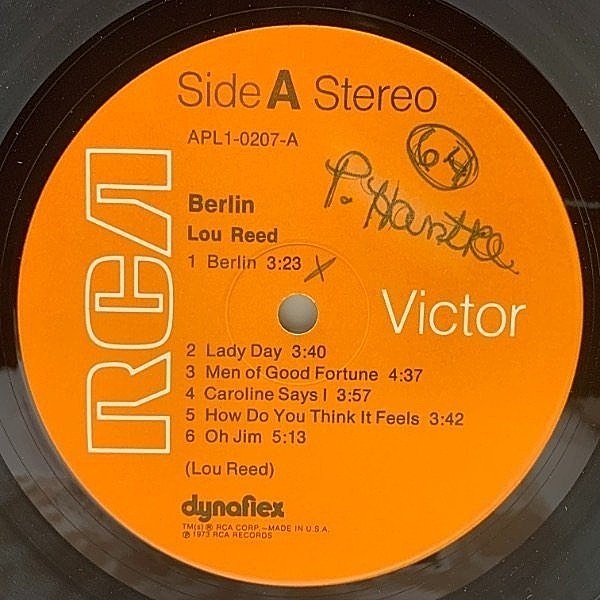 Side A Stereo
APL1-0207-A
64
P. Hartke
Berlin
Lou Reed
1 Berlin 3:23 X
RCA
Victor
2 Lady Day 3:40
3 Men of Good Fortune 4:37
4 Caroline Says I 3:57
5 How Do You Think It Feels 3:42
6 Oh Jim 5:13
(Lou Reed)
dynaflex
TM(s) ® RCA CORP.—MADE IN U.S.A.
℗ 1973 RCA RECORDS